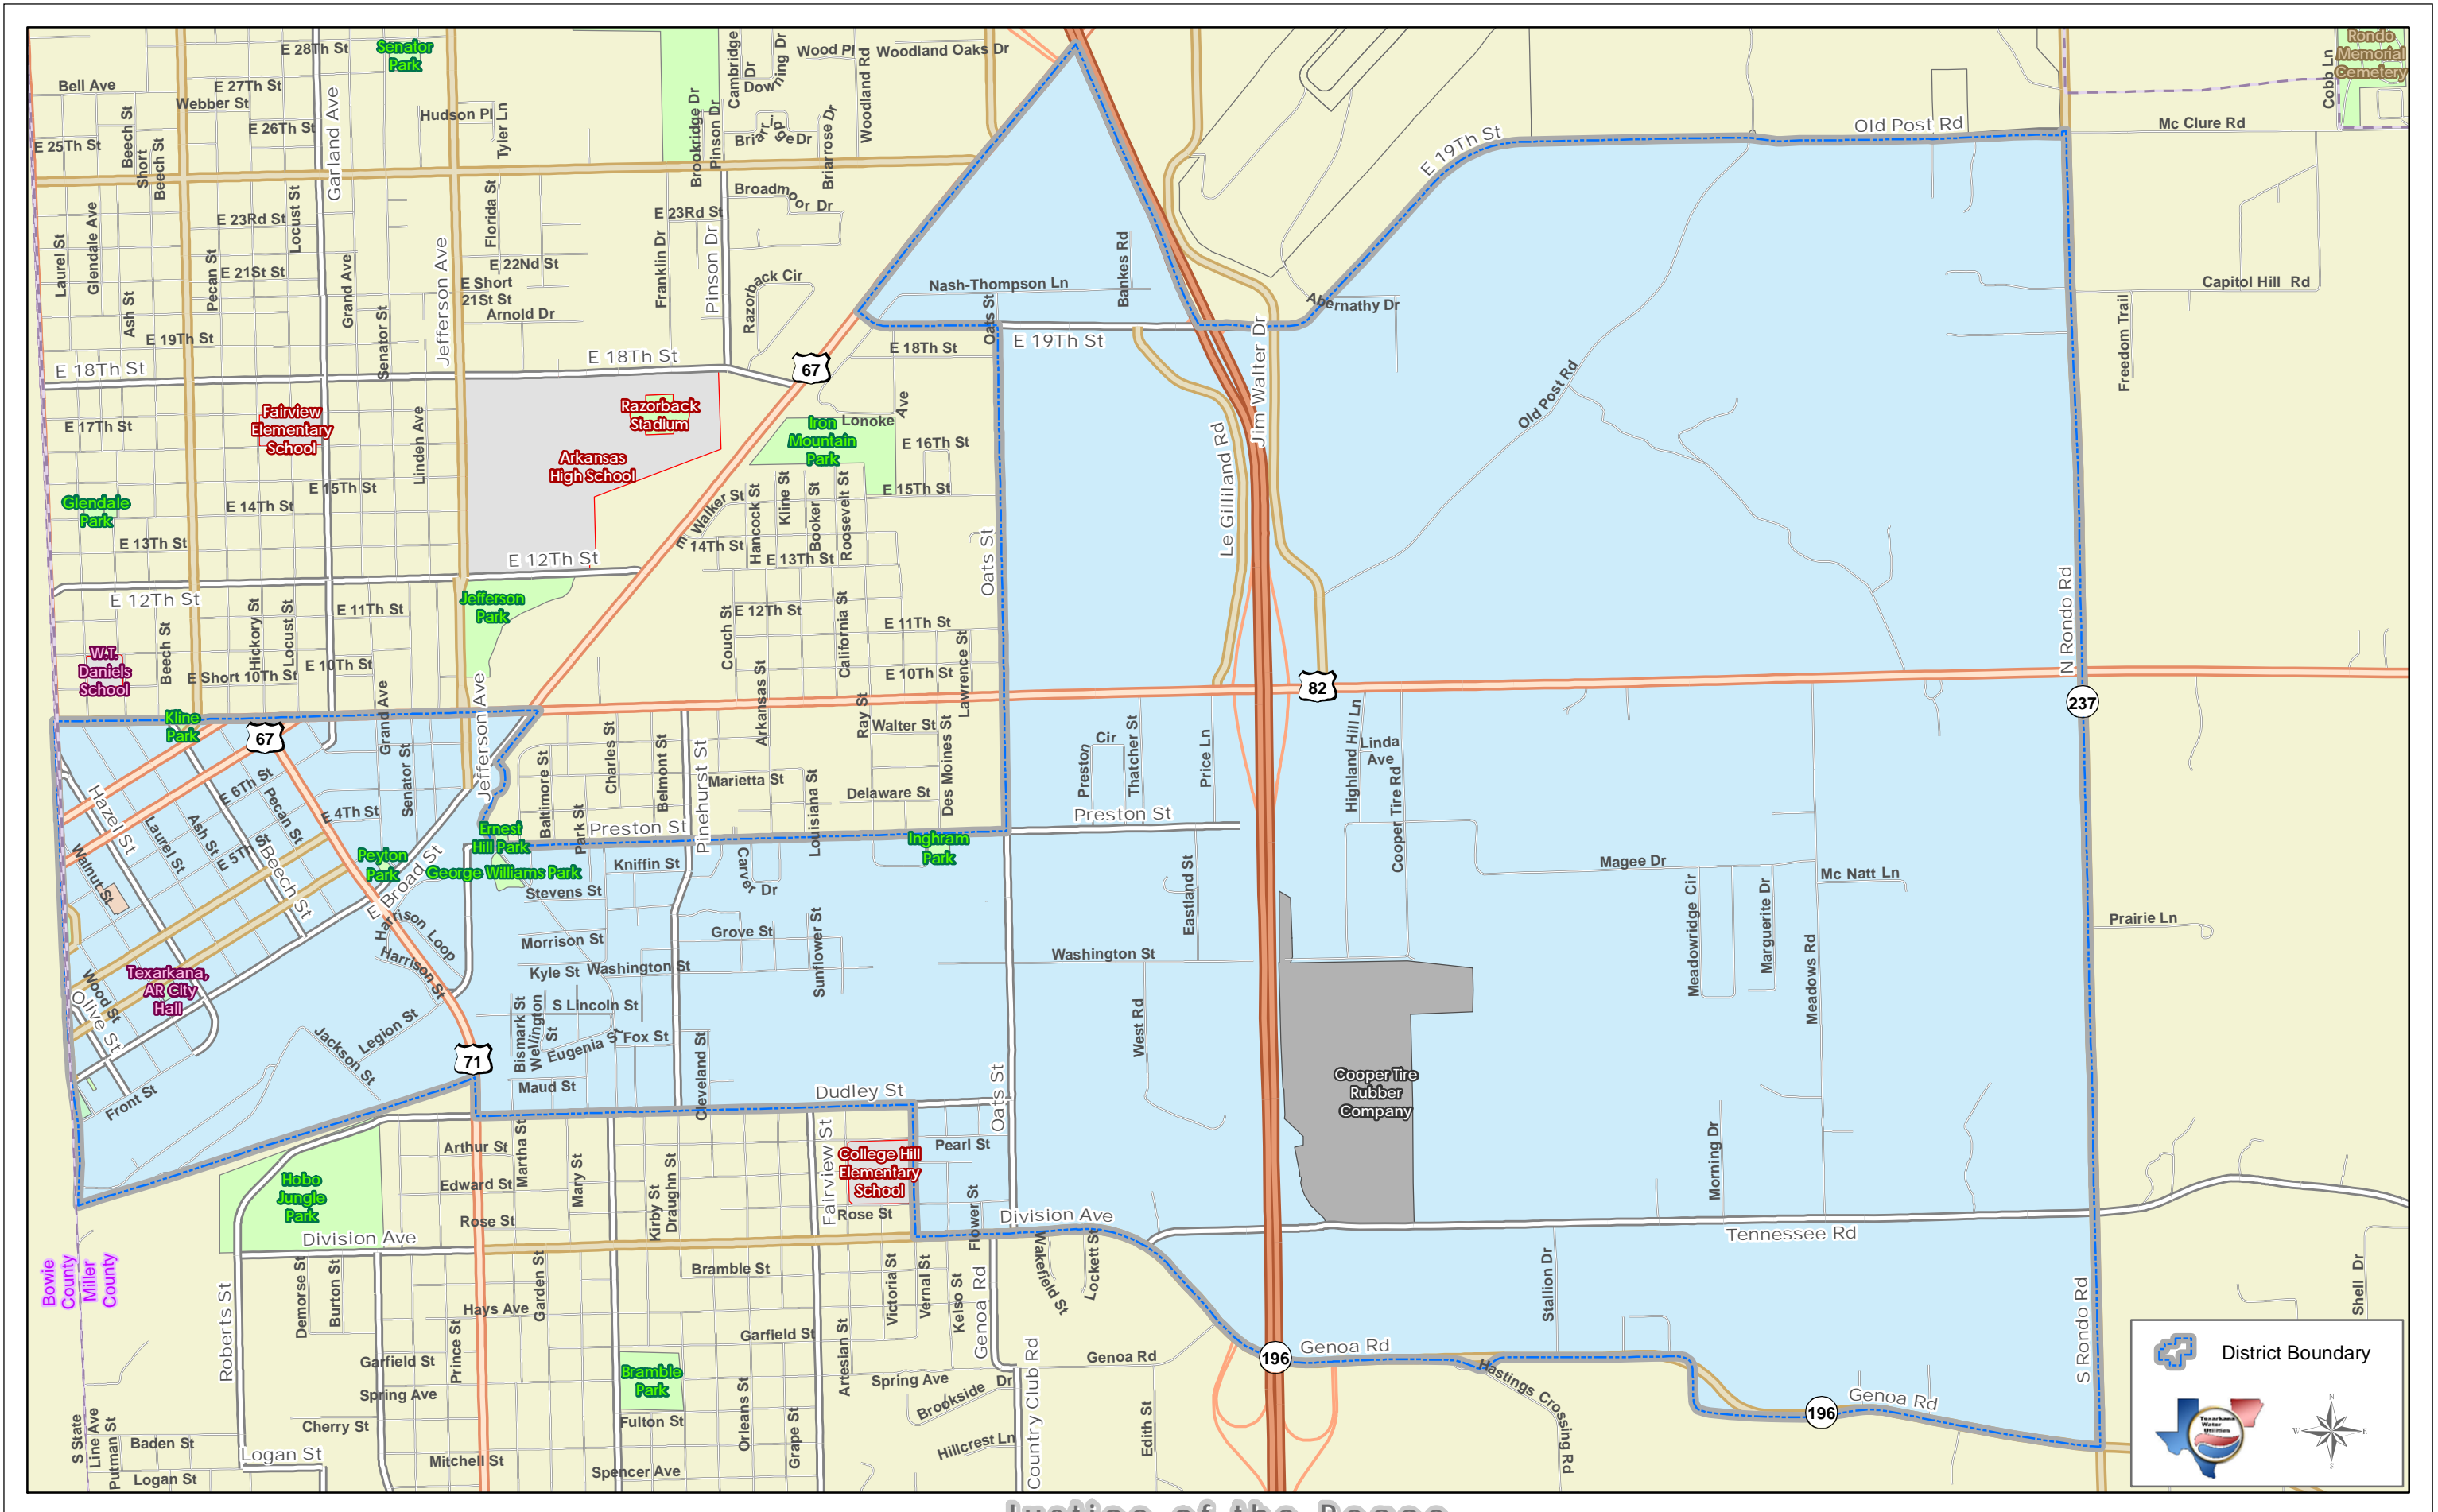 E 28Th St
Senator
Park
Cambridge
Dr
Downing Dr
Wood Pl
Woodland Oaks Dr
Woodland Rd
Rondo
Memorial
Cemetery
Cobb Ln
Bell Ave
E 27Th St
Webber St
Garland Ave
Hudson Pl
Tyler Ln
Brookridge Dr
Pinson Dr
Briarridge Dr
Briarrose Dr
E 26Th St
E 25Th St
Beech St
Short
Beech St
E 19Th St
Old Post Rd
Mc Clure Rd
Laurel St
Glendale Ave
Ash St
Pecan St
E 23Rd St
Locust St
E 21St St
Grand Ave
Senator St
Jefferson Ave
Florida St
E 22Nd St
E Short
21St St
Arnold Dr
E 23Rd St
Franklin Dr
Pinson Dr
Broadmoor Dr
Razorback Cir
Nash-Thompson Ln
Bankes Rd
Oats St
Abernathy Dr
Capitol Hill Rd
Freedom Trail
E 19Th St
E 18Th St
E 18Th St
67
E 18Th St
E 19Th St
Jim Walter Dr
Old Post Rd
Fairview
Elementary
School
E 17Th St
Linden Ave
Razorback
Stadium
Arkansas
High School
Iron
Mountain
Park
Lonoke
Ave
E 16Th St
Le Gilliland Rd
Glendale
Park
E 15Th St
E 14Th St
E 13Th St
E 12Th St
E Walker St
14Th St
Hancock St
Kline St
Booker St
Roosevelt St
E 15Th St
E 13Th St
Oats St
E 12Th St
Jefferson
Park
E 11Th St
Hickory St
Locust St
Beech St
E 10Th St
E Short 10Th St
W.T.
Daniels
School
Couch St
E 12Th St
California St
E 11Th St
Arkansas St
E 10Th St
Lawrence St
82
N Rondo Rd
237
Kline
Park
67
Grand Ave
Senator St
Jefferson Ave
Baltimore St
Charles St
Belmont St
Pinehurst St
Ray St
Walter St
Des Moines St
Marietta St
Louisiana St
Delaware St
Park St
Preston St
Preston
Cir
Thatcher St
Price Ln
Preston St
Highland Hill Ln
Linda
Ave
Cooper Tire Rd
Hazel St
E 6Th St
Pecan St
E 4Th St
Laurel St
Ash St
E 5Th St
Beech St
Walnut St
Peyton
Park
E Broad St
Ernest
Hill Park
George Williams Park
Inghram
Park
Kniffin St
Stevens St
Carver Dr
Eastland St
Magee Dr
Mc Natt Ln
Meadowridge Cir
Marguerite Dr
Meadows Rd
Prairie Ln
Harrison Loop
Harrison St
Morrison St
Grove St
Sunflower St
Kyle St
Washington St
Washington St
Texarkana,
AR City
Hall
Wood St
Olive St
Front St
Jackson St
Legion St
71
Bismark St
Wellington
St
S Lincoln St
Eugenia St
Fox St
Maud St
Cleveland St
Dudley St
Oats St
West Rd
Cooper Tire
Rubber
Company
Morning Dr
Arthur St
Martha St
Edward St
Mary St
Rose St
Kirby St
Draughn St
Fairview St
College Hill
Elementary
School
Rose St
Pearl St
Flower St
Division Ave
Hobo
Jungle
Park
Division Ave
Tennessee Rd
Bowie
County
Miller
County
Roberts St
Demorse St
Burton St
Garden St
Hays Ave
Prince St
Bramble St
Victoria St
Vernal St
Kelso St
Genoa Rd
Wakefield St
Lockett St
Stallion Dr
S Rondo Rd
Shell Dr
Garfield St
Garfield St
Artesian St
Genoa Rd
196
Genoa Rd
Hastings Crossing Rd
196
Genoa Rd
Spring Ave
Bramble
Park
Spring Ave
Brookside Dr
Country Club Rd
Edith St
Cherry St
Fulton St
Orleans St
Grape St
Hillcrest Ln
S State
Line Ave
Putman St
Baden St
Logan St
Logan St
Mitchell St
Spencer Ave
District Boundary
Texarkana
Water
Utilities
N
W
E
S
Justice of the Peace